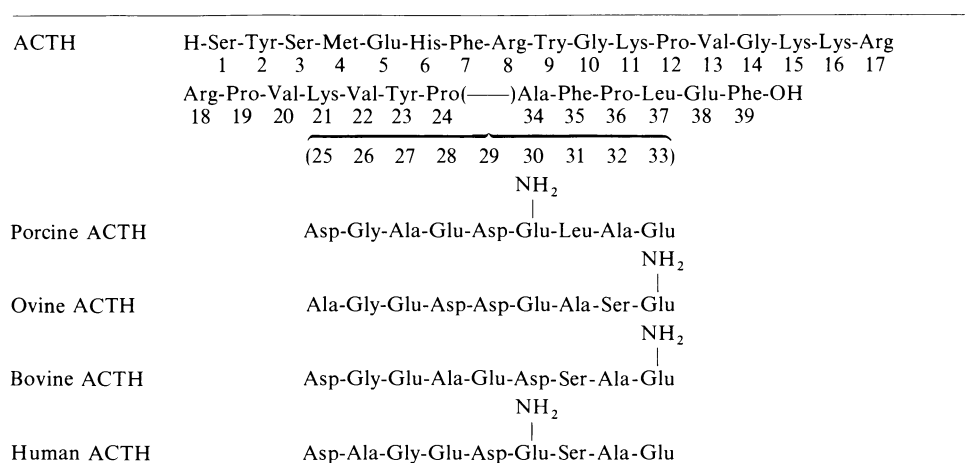 ACTH H-Ser-Tyr-Ser-Met-Glu-His-Phe-Arg-Try-Gly-Lys-Pro-Val-Gly-Lys-Lys-Arg
1 2 3 4 5 6 7 8 9 10 11 12 13 14 15 16 17
Arg-Pro-Val-Lys-Val-Tyr-Pro(——)Ala-Phe-Pro-Leu-Glu-Phe-OH
18 19 20 21 22 23 24 34 35 36 37 38 39
(25 26 27 28 29 30 31 32 33)
NH2
Porcine ACTH Asp-Gly-Ala-Glu-Asp-Glu-Leu-Ala-Glu
NH2
Ovine ACTH Ala-Gly-Glu-Asp-Asp-Glu-Ala-Ser-Glu
NH2
Bovine ACTH Asp-Gly-Glu-Ala-Glu-Asp-Ser-Ala-Glu
NH2
Human ACTH Asp-Ala-Gly-Glu-Asp-Glu-Ser-Ala-Glu